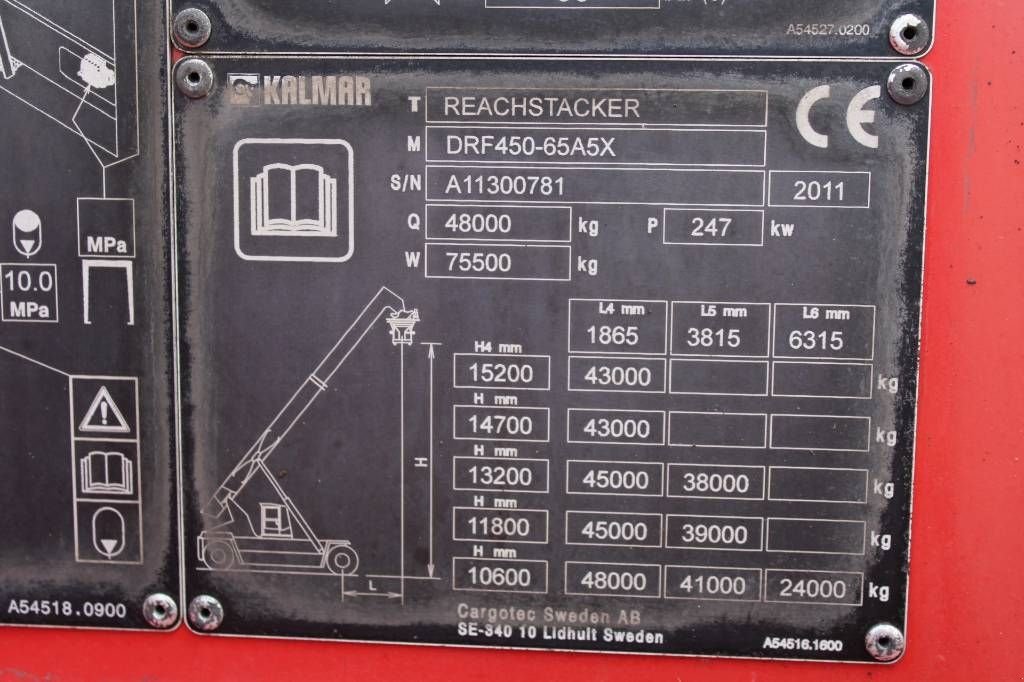 A54527.0200
KALMAR
T REACHSTACKER
CE
M DRF450-65A5X
S/N A11300781 2011
Q 48000 kg P 247 kw
W 75500 kg
MPa
10.0
MPa
L4 mm L5 mm L6 mm
1865 3815 6315
H4 mm
15200 43000 kg
H mm
14700 43000 kg
H mm
13200 45000 38000 kg
H mm
11800 45000 39000 kg
H mm
10600 48000 41000 24000 kg
H
L
Cargotec Sweden AB
SE-340 10 Lidhult Sweden
A54516.1600
A54518.0900